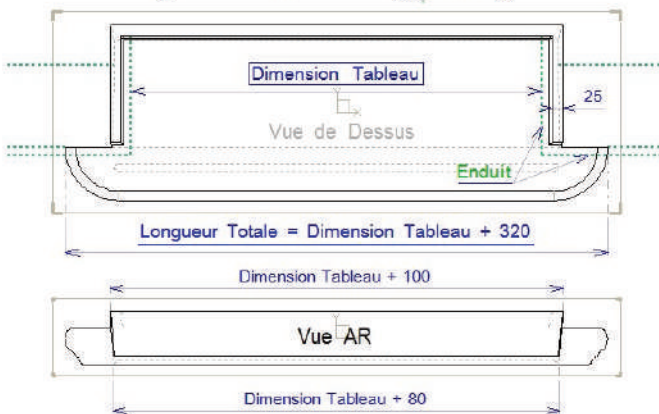 Dimension Tableau
25
Vue de Dessus
Enduit
Longueur Totale = Dimension Tableau + 320
Dimension Tableau + 100
Vue AR
Dimension Tableau + 80